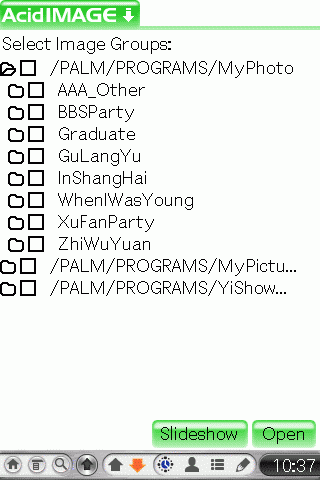 AcidIMAGE
Select Image Groups:
/PALM/PROGRAMS/MyPhoto
AAA_Other
BBSParty
Graduate
GuLangYu
InShangHai
WhenIWasYoung
XuFanParty
ZhiWuYuan
/PALM/PROGRAMS/MyPictu...
/PALM/PROGRAMS/YiShow...
Slideshow Open
10:37